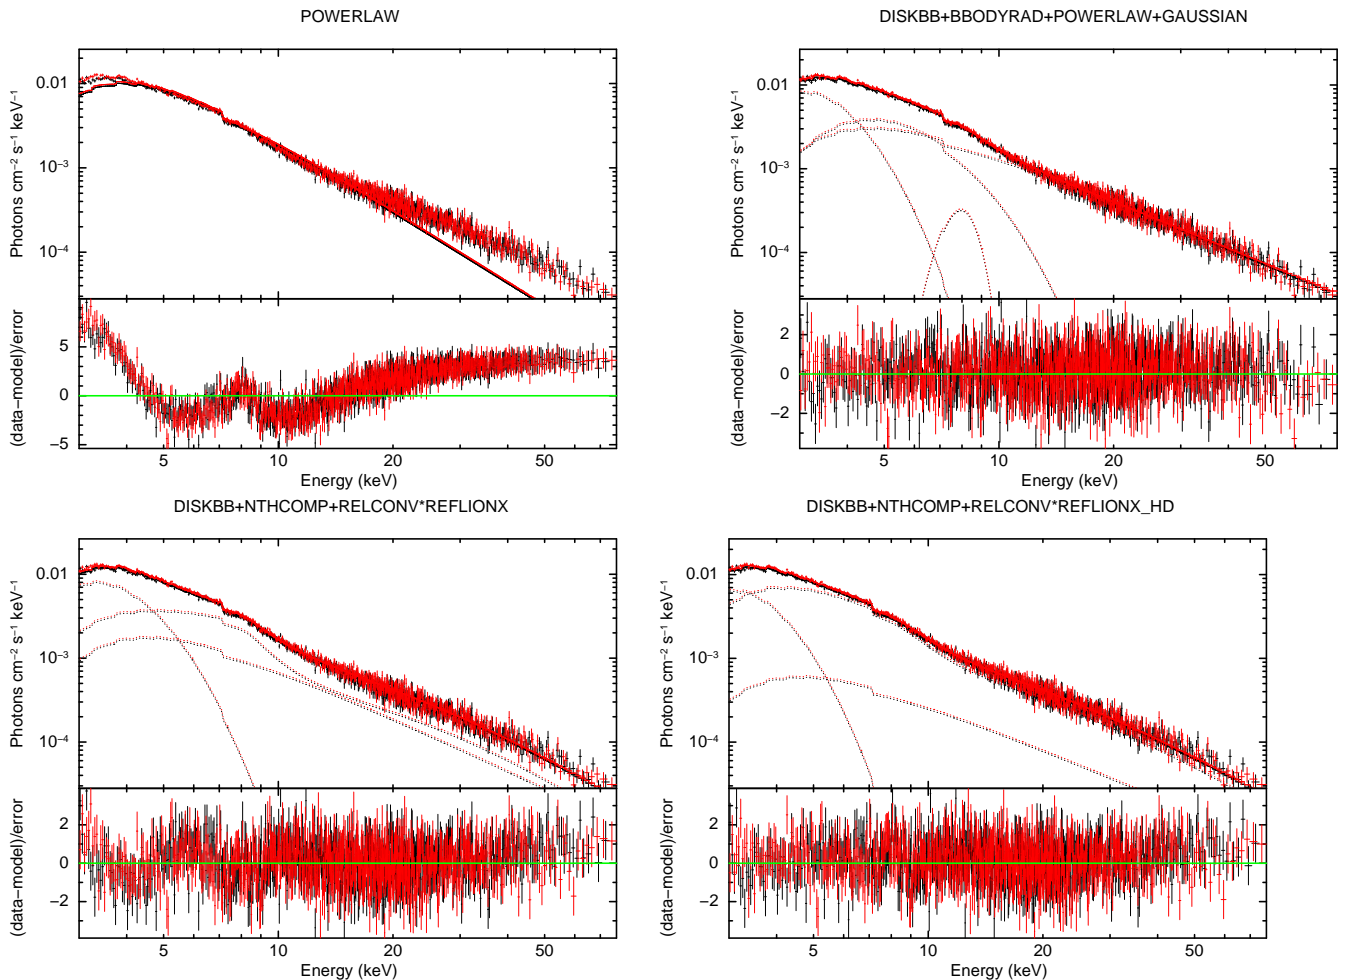 POWERLAW
Photons cm⁻² s⁻¹ keV⁻¹
0.01
10⁻³
10⁻⁴
(data−model)/error
5
0
−5
5 10 20 50
Energy (keV)
DISKBB+BBODYRAD+POWERLAW+GAUSSIAN
Photons cm⁻² s⁻¹ keV⁻¹
0.01
10⁻³
10⁻⁴
(data−model)/error
2
0
−2
5 10 20 50
Energy (keV)
DISKBB+NTHCOMP+RELCONV*REFLIONX
Photons cm⁻² s⁻¹ keV⁻¹
0.01
10⁻³
10⁻⁴
(data−model)/error
2
0
−2
5 10 20 50
Energy (keV)
DISKBB+NTHCOMP+RELCONV*REFLIONX_HD
Photons cm⁻² s⁻¹ keV⁻¹
0.01
10⁻³
10⁻⁴
(data−model)/error
2
0
−2
5 10 20 50
Energy (keV)